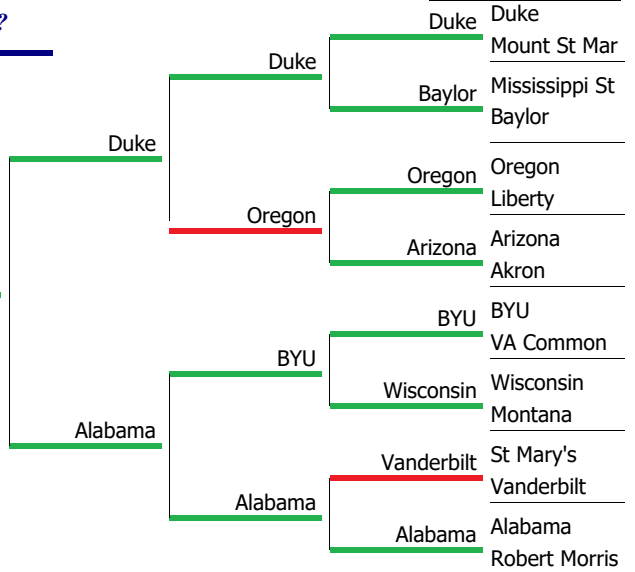 ?
Duke
Duke
Mount St Mar
Duke
Baylor
Mississippi St
Baylor
Duke
Oregon
Oregon
Liberty
Oregon
Arizona
Arizona
Akron
BYU
BYU
VA Common
BYU
Wisconsin
Wisconsin
Montana
Alabama
Vanderbilt
St Mary's
Vanderbilt
Alabama
Alabama
Alabama
Robert Morris